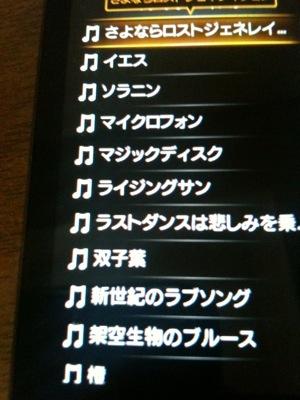 さよならロストジェネレイ...
イエス
ソラニン
マイクロフォン
マジックディスク
ライジングサン
ラストダンスは悲しみを乗...
双子葉
新世紀のラブソング
架空生物のブルース
橙